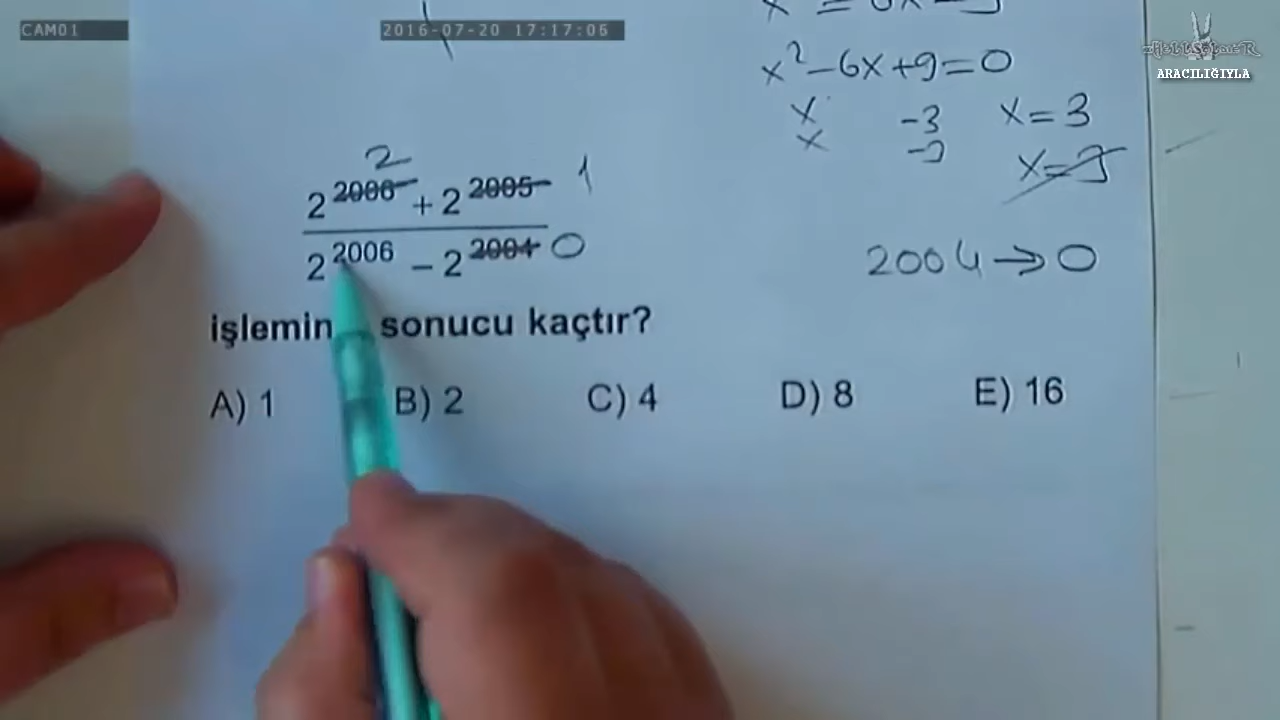 CAM01
2016-07-20 17:17:06
ARACILIĞIYLA
x² - 6x + 9 = 0
x -3 x = 3
x -3 x = 3
2
2^2006 + 2^2005 1
2^2006 - 2^2004 0
2004 → 0
işlemin sonucu kaçtır?
A) 1 B) 2 C) 4 D) 8 E) 16